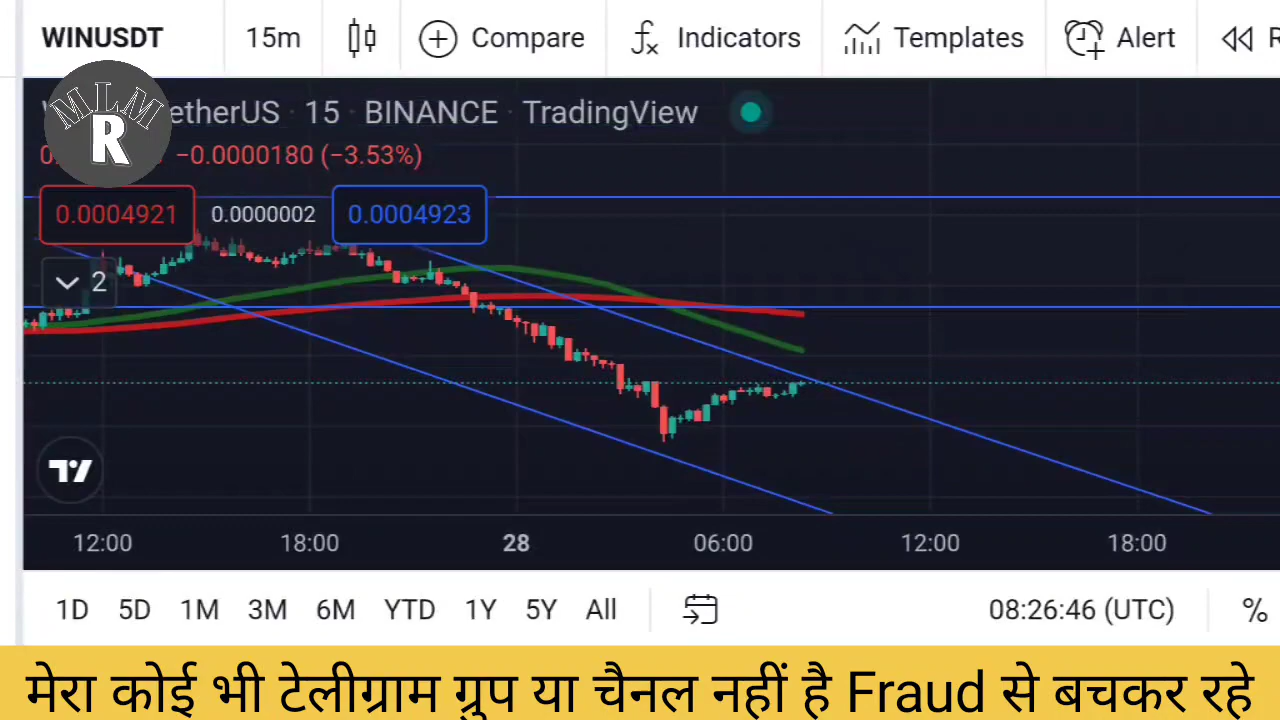 WINUSDT 15m Compare Indicators Templates Alert R
MLM
R
etherUS · 15 · BINANCE · TradingView
−0.0000180 (−3.53%)
0.0004921 0.0000002 0.0004923
2
12:00 18:00 28 06:00 12:00 18:00
1D 5D 1M 3M 6M YTD 1Y 5Y All 08:26:46 (UTC) %
मेरा कोई भी टेलीग्राम ग्रुप या चैनल नहीं है Fraud से बचकर रहे